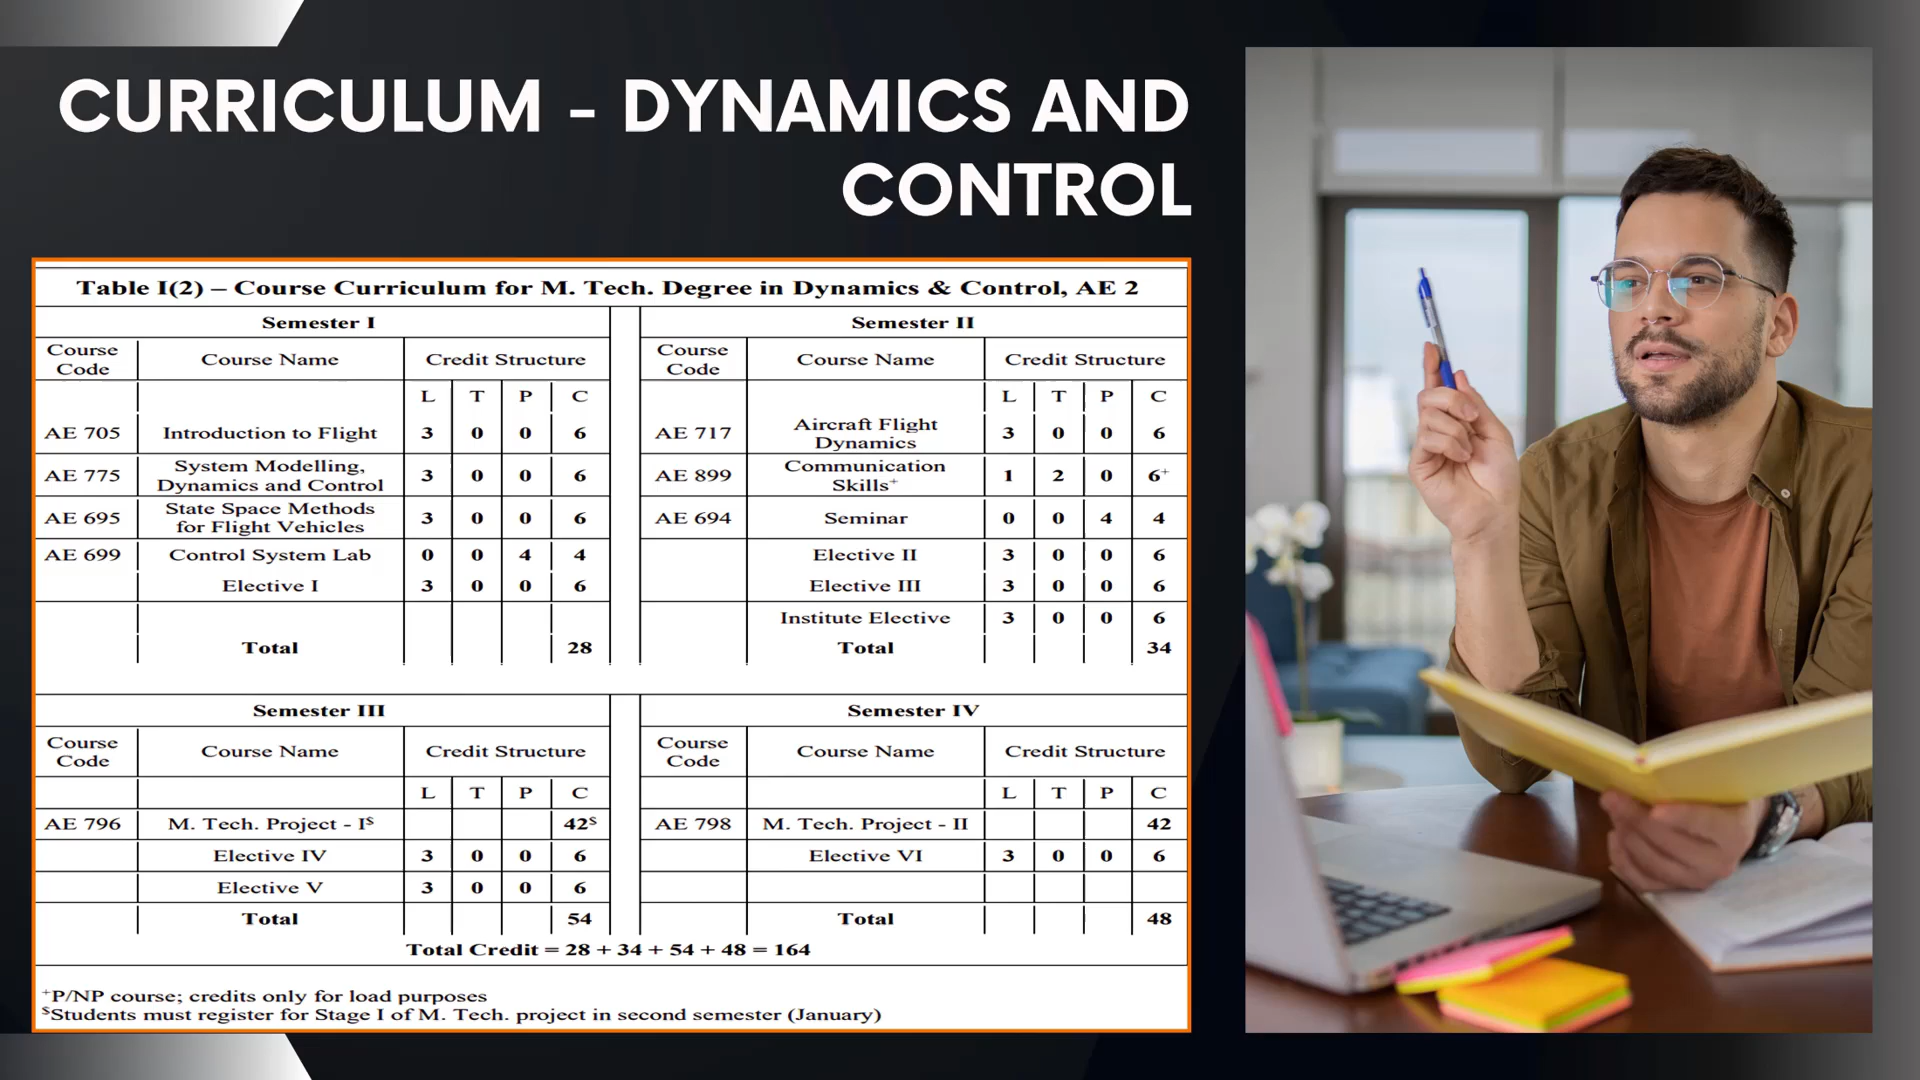 CURRICULUM - DYNAMICS AND
CONTROL
Table I(2) – Course Curriculum for M. Tech. Degree in Dynamics & Control, AE 2
Semester I
Course Code Course Name Credit Structure
L T P C
AE 705 Introduction to Flight 3 0 0 6
AE 775 System Modelling, Dynamics and Control 3 0 0 6
AE 695 State Space Methods for Flight Vehicles 3 0 0 6
AE 699 Control System Lab 0 0 4 4
Elective I 3 0 0 6
Total 28
Semester II
Course Code Course Name Credit Structure
L T P C
AE 717 Aircraft Flight Dynamics 3 0 0 6
AE 899 Communication Skills+ 1 2 0 6+
AE 694 Seminar 0 0 4 4
Elective II 3 0 0 6
Elective III 3 0 0 6
Institute Elective 3 0 0 6
Total 34
Semester III
Course Code Course Name Credit Structure
L T P C
AE 796 M. Tech. Project - I$ 42$
Elective IV 3 0 0 6
Elective V 3 0 0 6
Total 54
Semester IV
Course Code Course Name Credit Structure
L T P C
AE 798 M. Tech. Project - II 42
Elective VI 3 0 0 6
Total 48
Total Credit = 28 + 34 + 54 + 48 = 164
+P/NP course; credits only for load purposes
$Students must register for Stage I of M. Tech. project in second semester (January)